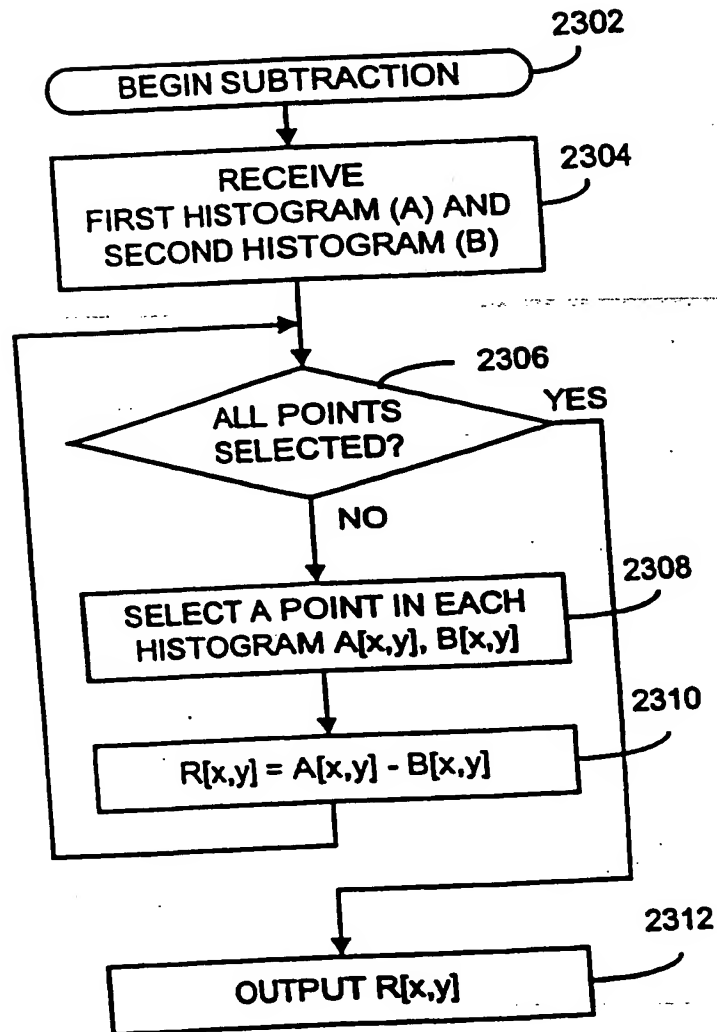 2302
BEGIN SUBTRACTION
2304
RECEIVE
FIRST HISTOGRAM (A) AND
SECOND HISTOGRAM (B)
2306
ALL POINTS
SELECTED?
YES
NO
2308
SELECT A POINT IN EACH
HISTOGRAM A[x,y], B[x,y]
2310
R[x,y] = A[x,y] - B[x,y]
2312
OUTPUT R[x,y]